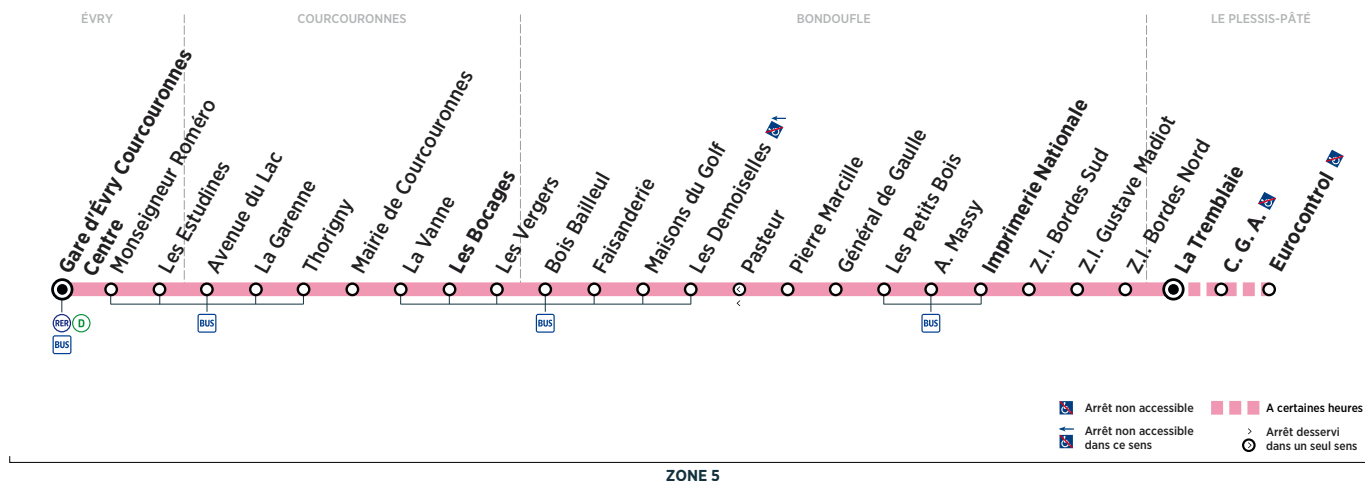 ÉVRY
COURCOURONNES
BONDOUFLE
LE PLESSIS-PÂTÉ
Gare d'Évry Courcouronnes
Centre
Monseigneur Roméro
Les Estudines
Avenue du Lac
La Garenne
Thorigny
Mairie de Courcouronnes
La Vanne
Les Bocages
Les Vergers
Bois Bailleul
Faisanderie
Maisons du Golf
Les Demoiselles
Pasteur
Pierre Marcille
Général de Gaulle
Les Petits Bois
A. Massy
Imprimerie Nationale
Z.I. Bordes Sud
Z.I. Gustave Madiot
Z.I. Bordes Nord
La Tremblaie
C. G. A.
Eurocontrol
RER D
BUS
BUS
BUS
BUS
Arrêt non accessible
A certaines heures
Arrêt non accessible
dans ce sens
Arrêt desservi
dans un seul sens
ZONE 5